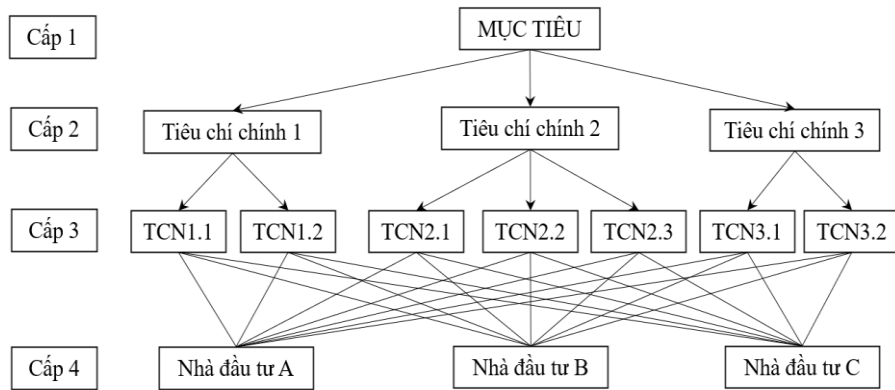 Cấp 1
MỤC TIÊU
Cấp 2
Tiêu chí chính 1
Tiêu chí chính 2
Tiêu chí chính 3
Cấp 3
TCN1.1
TCN1.2
TCN2.1
TCN2.2
TCN2.3
TCN3.1
TCN3.2
Cấp 4
Nhà đầu tư A
Nhà đầu tư B
Nhà đầu tư C